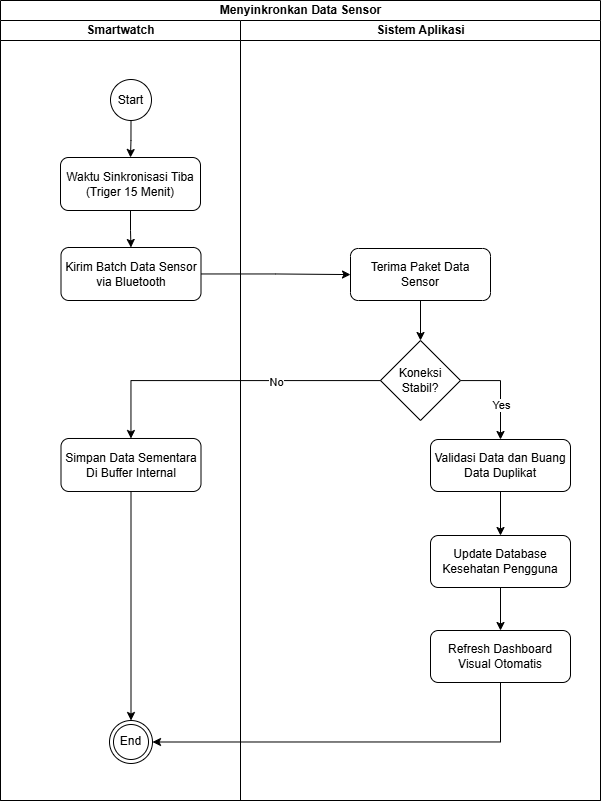 Menyinkronkan Data Sensor
Smartwatch
Sistem Aplikasi
Start
Waktu Sinkronisasi Tiba
(Triger 15 Menit)
Kirim Batch Data Sensor
via Bluetooth
Terima Paket Data
Sensor
Koneksi
Stabil?
No
Yes
Simpan Data Sementara
Di Buffer Internal
Validasi Data dan Buang
Data Duplikat
Update Database
Kesehatan Pengguna
Refresh Dashboard
Visual Otomatis
End